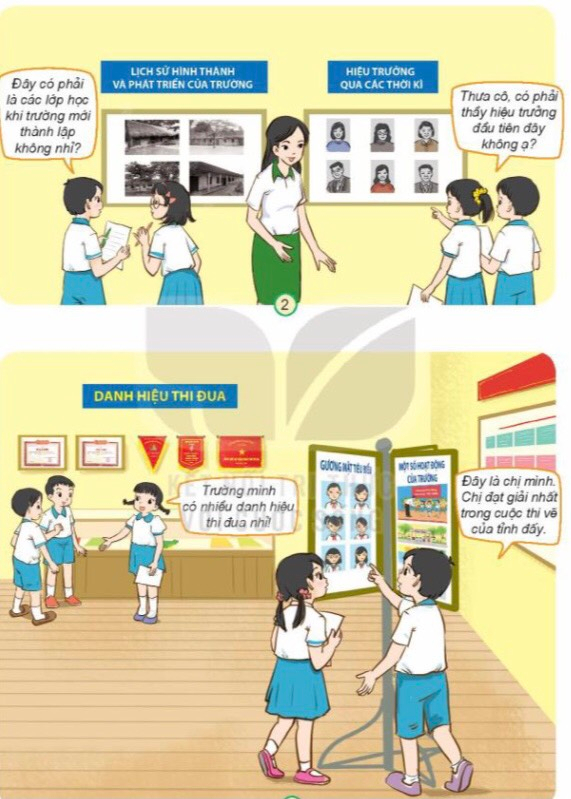 LỊCH SỬ HÌNH THÀNH
VÀ PHÁT TRIỂN CỦA TRƯỜNG
HIỆU TRƯỞNG
QUA CÁC THỜI KÌ
Đây có phải
là các lớp học
khi trường mới
thành lập
không nhỉ?
Thưa cô, có phải
thầy hiệu trưởng
đầu tiên đây
không ạ?
2
DANH HIỆU THI ĐUA
Trường mình
có nhiều danh hiệu
thi đua nhỉ!
GƯƠNG MẶT TIÊU BIỂU
MỘT SỐ HOẠT ĐỘNG
CỦA TRƯỜNG
Đây là chị mình.
Chị đạt giải nhất
trong cuộc thi vẽ
của tỉnh đấy.